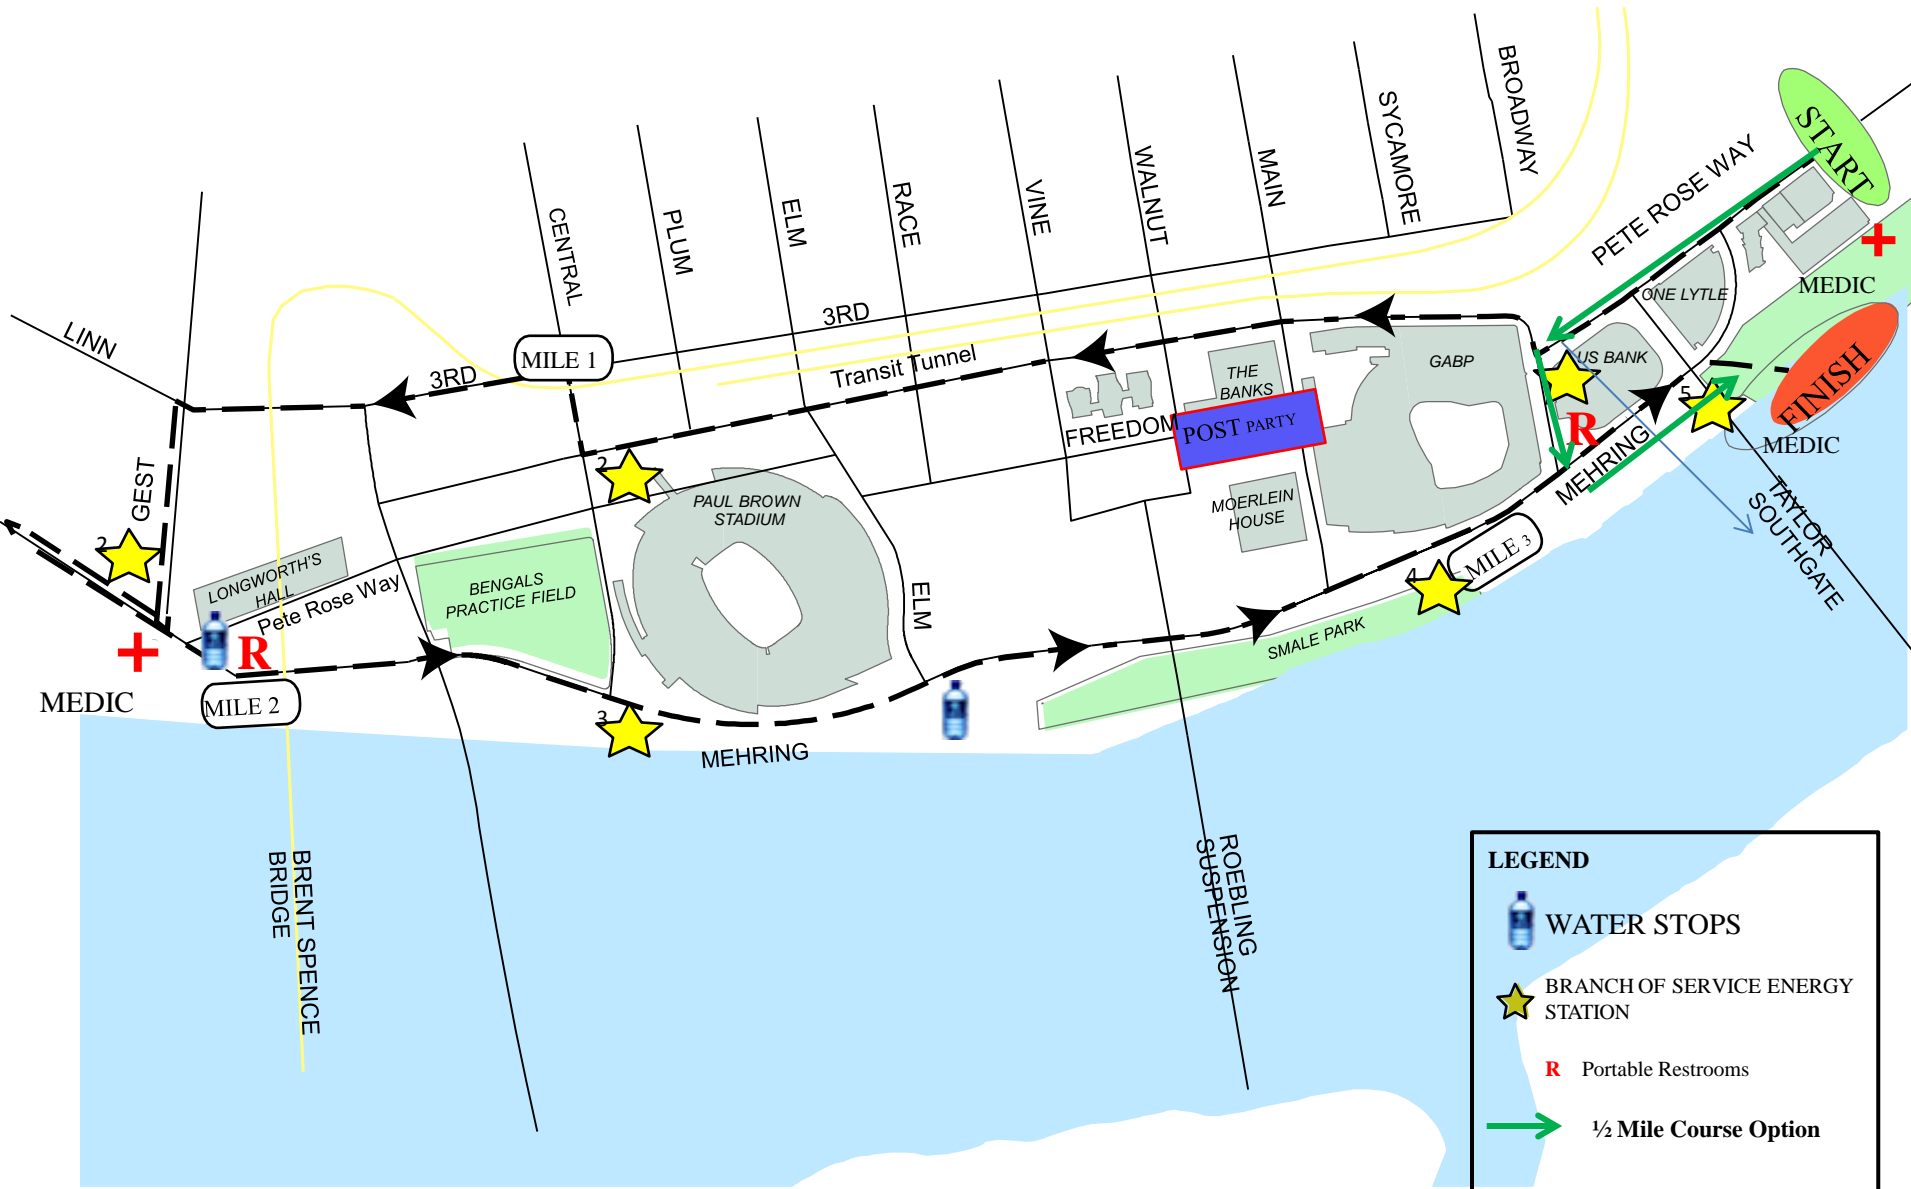 BROADWAY
SYCAMORE
MAIN
WALNUT
VINE
RACE
ELM
PLUM
CENTRAL
START
PETE ROSE WAY
MEDIC
ONE LYTLE
3RD
Transit Tunnel
LINN
MILE 1
3RD
THE
BANKS
GABP
US BANK
FINISH
5
MEDIC
FREEDOM
POST PARTY
R
MEHRING
TAYLOR
SOUTHGATE
GEST
2
2
PAUL BROWN
STADIUM
MOERLEIN
HOUSE
MILE 3
4
LONGWORTH'S
HALL
Pete Rose Way
BENGALS
PRACTICE FIELD
ELM
SMALE PARK
R
MEDIC
MILE 2
3
MEHRING
BRENT SPENCE
BRIDGE
ROEBLING
SUSPENSION
LEGEND
WATER STOPS
BRANCH OF SERVICE ENERGY
STATION
R Portable Restrooms
½ Mile Course Option